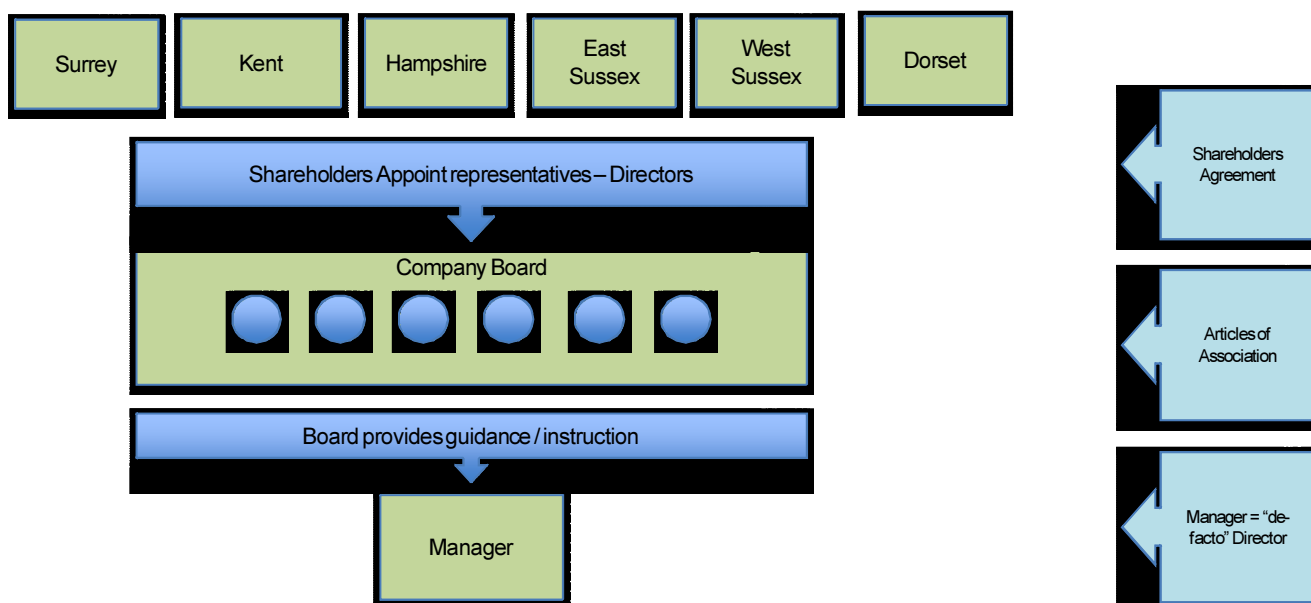 Surrey
Kent
Hampshire
East
Sussex
West
Sussex
Dorset
Shareholders Appoint representatives – Directors
Company Board
Board provides guidance / instruction
Manager
Shareholders
Agreement
Articles of
Association
Manager = “de-
facto” Director